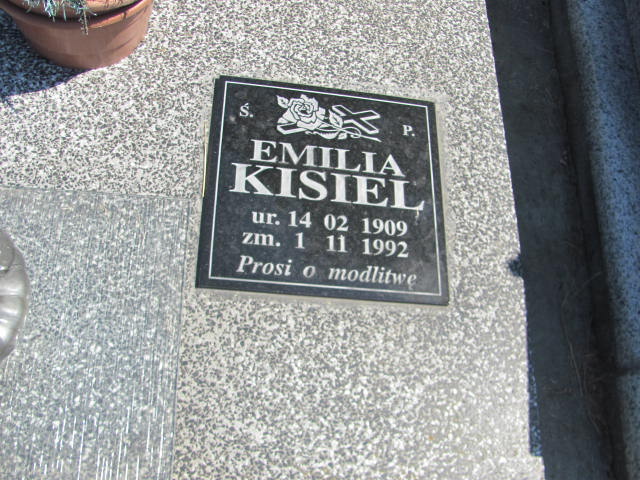 Ś. P.
EMILIA
KISIEL
ur. 14 02 1909
zm. 1 11 1992
Prosi o modlitwę